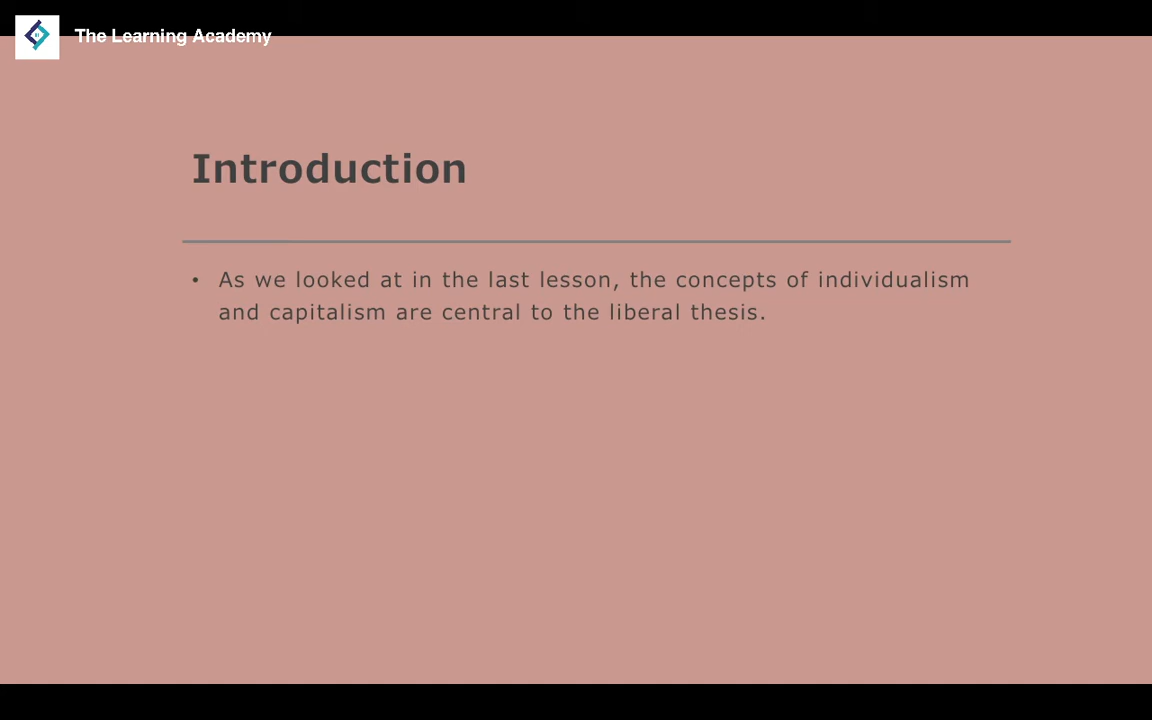 The Learning Academy
Introduction
• As we looked at in the last lesson, the concepts of individualism
and capitalism are central to the liberal thesis.